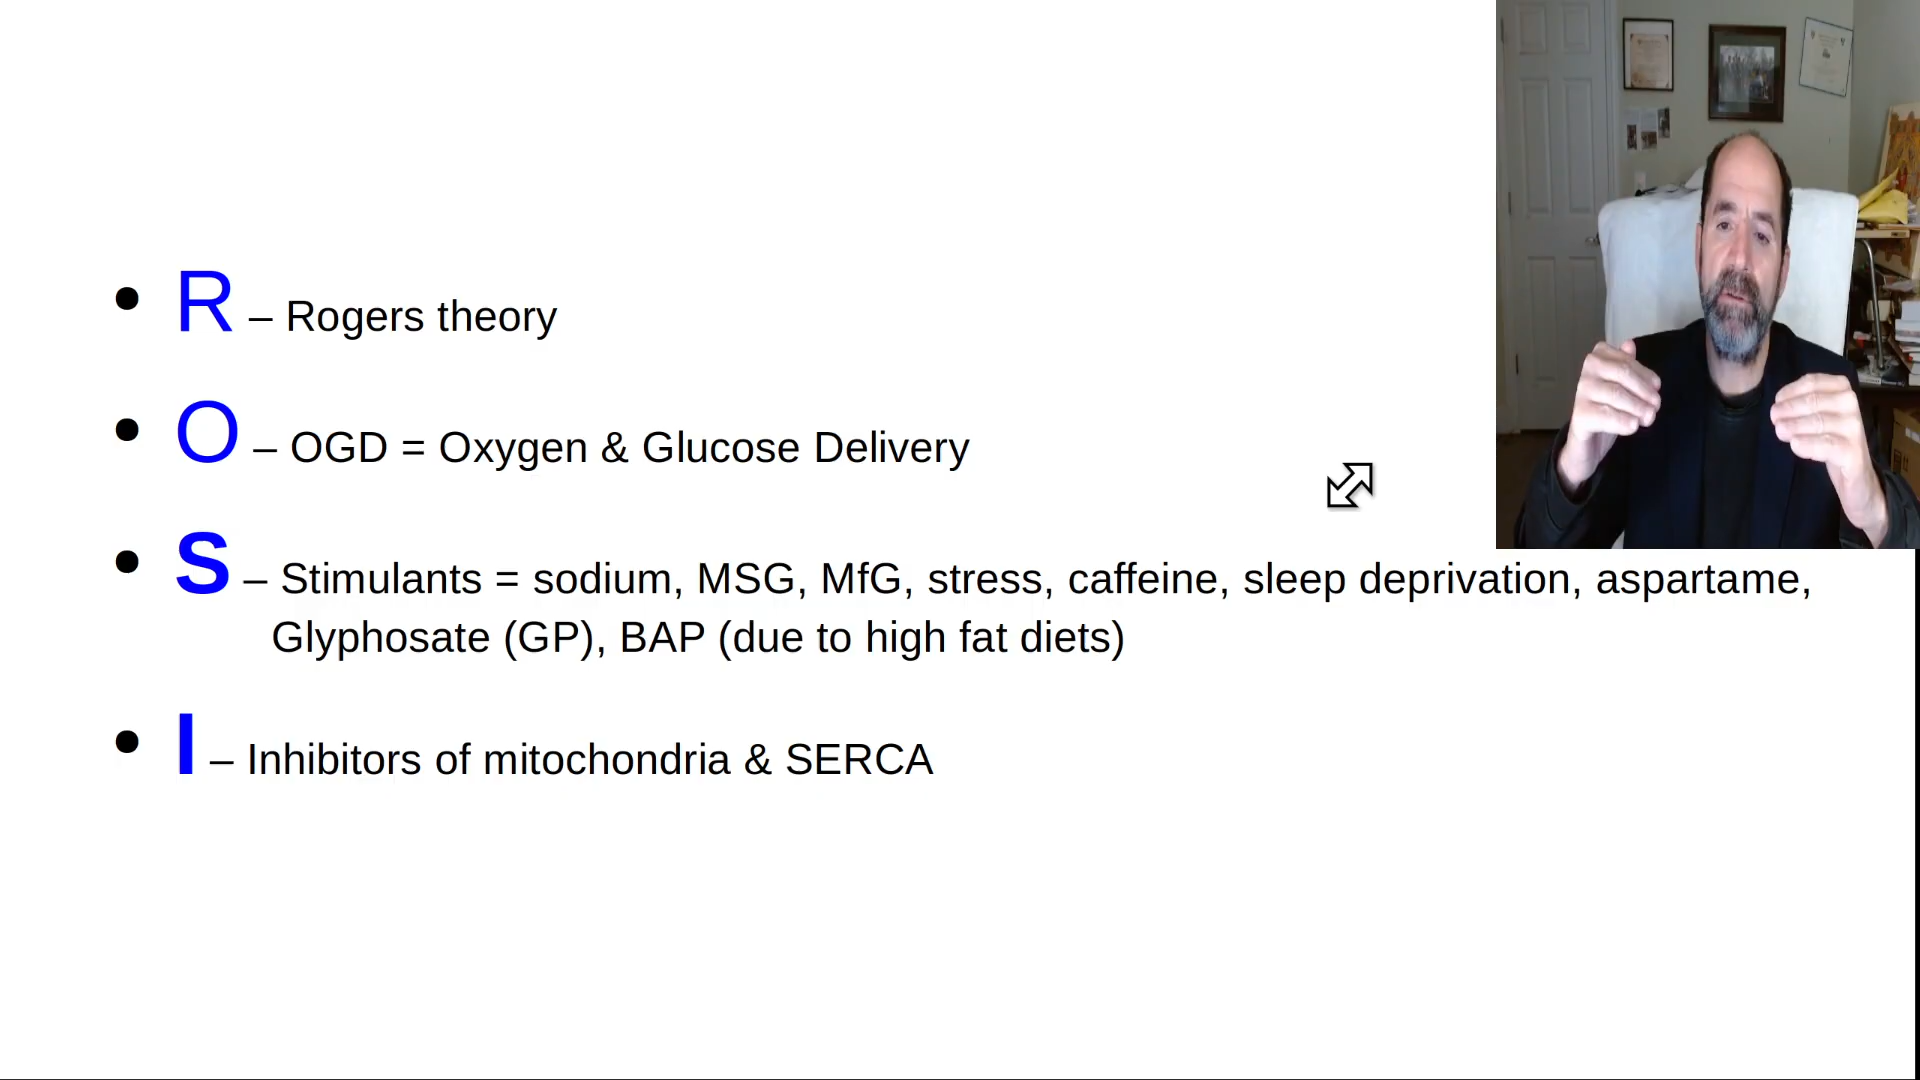 • R – Rogers theory
• O – OGD = Oxygen & Glucose Delivery
• S – Stimulants = sodium, MSG, MfG, stress, caffeine, sleep deprivation, aspartame,
Glyphosate (GP), BAP (due to high fat diets)
• I – Inhibitors of mitochondria & SERCA